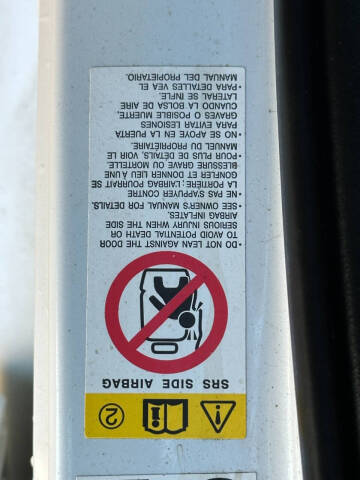 2
SRS SIDE AIRBAG
• DO NOT LEAN AGAINST THE DOOR
TO AVOID POTENTIAL DEATH OR
SERIOUS INJURY WHEN THE SIDE
AIRBAG INFLATES.
• SEE OWNER'S MANUAL FOR DETAILS.
• NE PAS S'APPUYER CONTRE
LA PORTIÈRE: L'AIRBAG POURRAIT SE
GONFLER ET DONNER LIEU À UNE
BLESSURE GRAVE OU MORTELLE.
• POUR PLUS DE DÉTAILS, VOIR LE
MANUEL DU PROPRIÉTAIRE.
• NO SE APOYE EN LA PUERTA
PARA EVITAR LESIONES
GRAVES O POSIBLE MUERTE,
CUANDO LA BOLSA DE AIRE
LATERAL SE INFLE.
• PARA DETALLES VEA EL
MANUAL DEL PROPIETARIO.